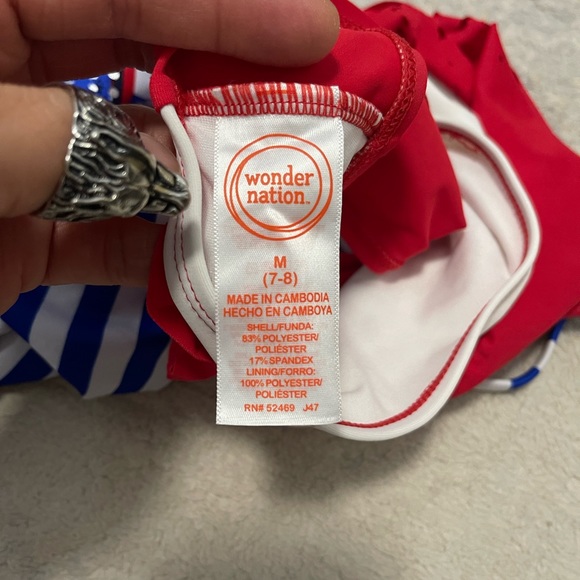 wonder
nation™
M
(7-8)
MADE IN CAMBODIA
HECHO EN CAMBOYA
SHELL/FUNDA:
83% POLYESTER/
POLIÉSTER
17% SPANDEX
LINING/FORRO:
100% POLYESTER/
POLIÉSTER
RN# 52469 J47